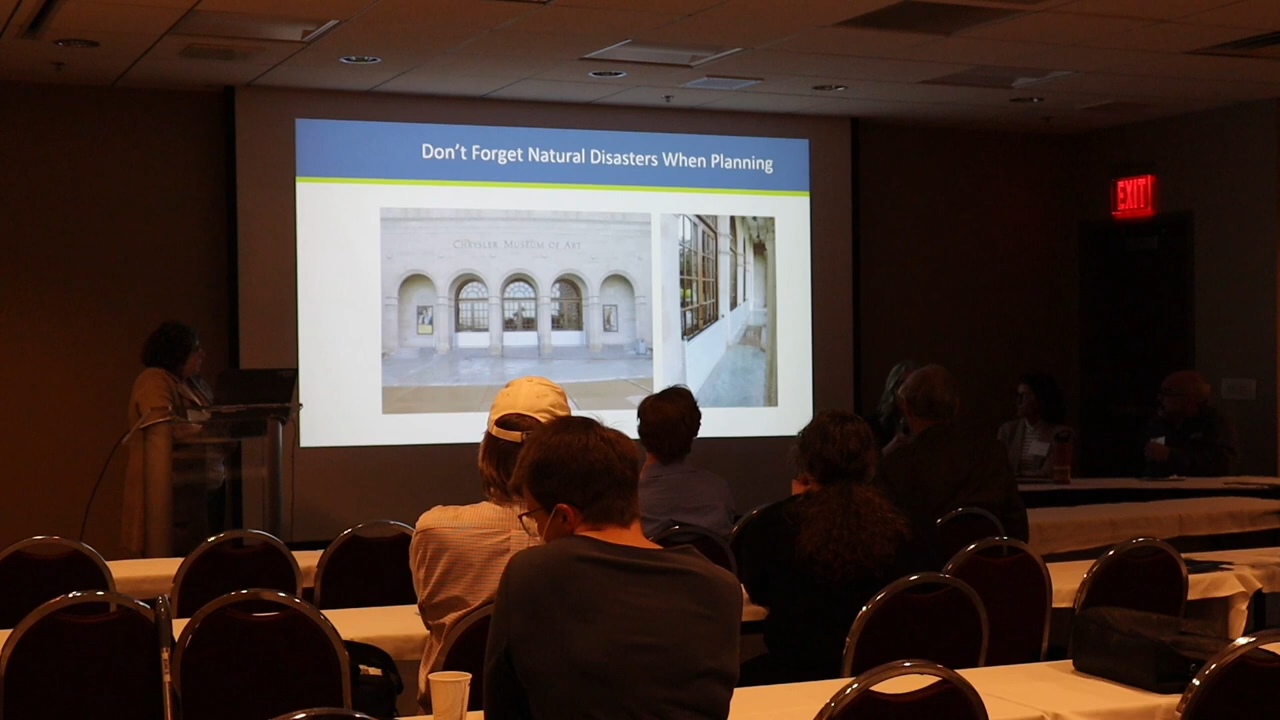 Don't Forget Natural Disasters When Planning
CHRYSLER MUSEUM OF ART
EXIT